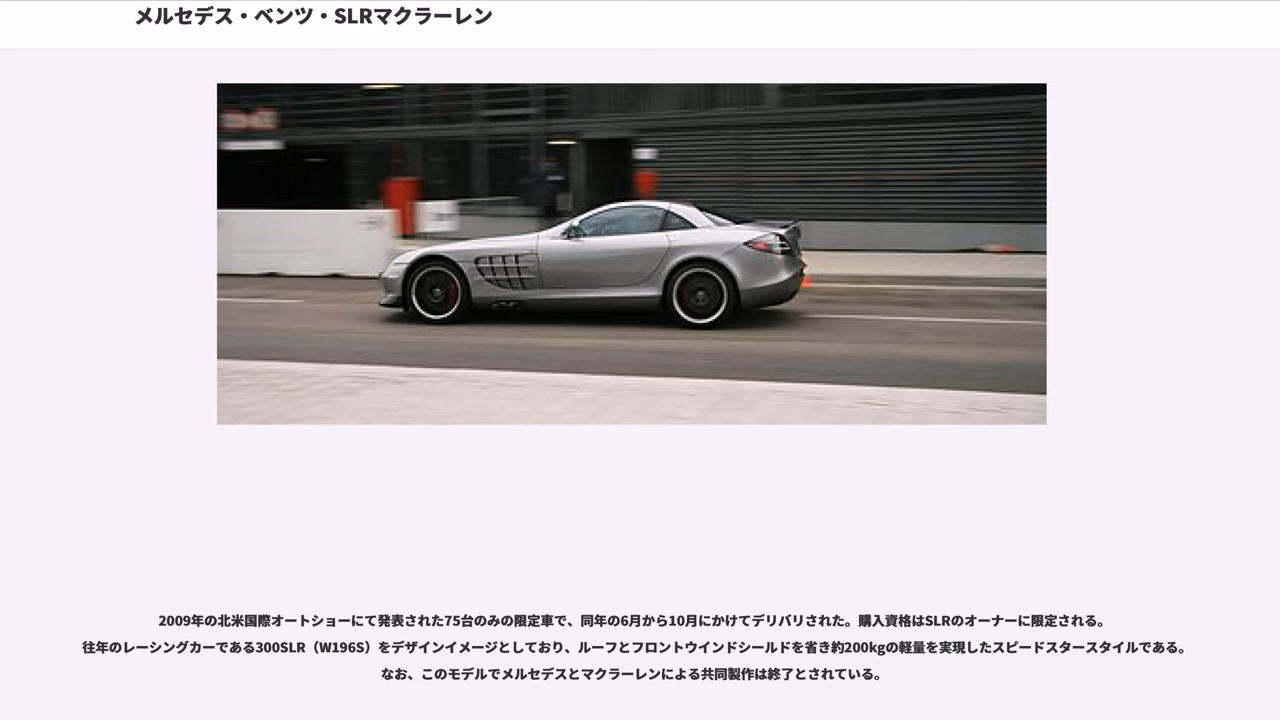 メルセデス・ベンツ・SLRマクラーレン
2009年の北米国際オートショーにて発表された75台のみの限定車で、同年の6月から10月にかけてデリバリされた。購入資格はSLRのオーナーに限定される。
往年のレーシングカーである300SLR（W196S）をデザインイメージとしており、ルーフとフロントウインドシールドを省き約200kgの軽量を実現したスピードスタースタイルである。
なお、このモデルでメルセデスとマクラーレンによる共同製作は終了とされている。